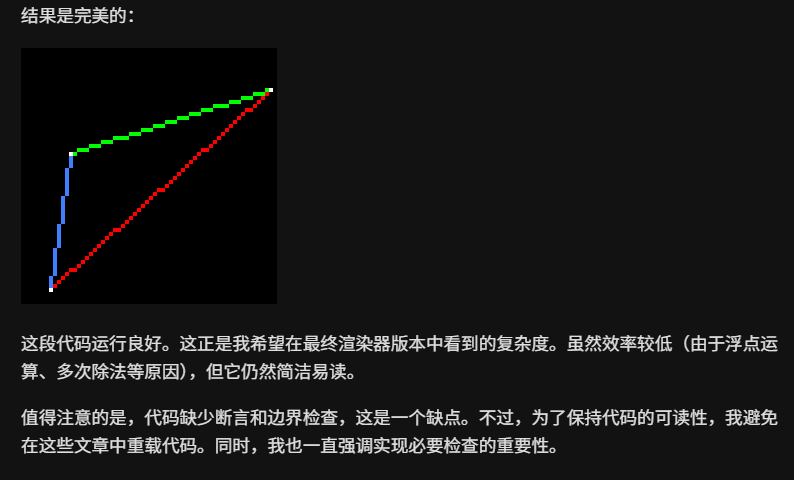 结果是完美的：
这段代码运行良好。这正是我希望在最终渲染器版本中看到的复杂度。虽然效率较低（由于浮点运
算、多次除法等原因），但它仍然简洁易读。
值得注意的是，代码缺少断言和边界检查，这是一个缺点。不过，为了保持代码的可读性，我避免
在这些文章中重载代码。同时，我也一直强调实现必要检查的重要性。